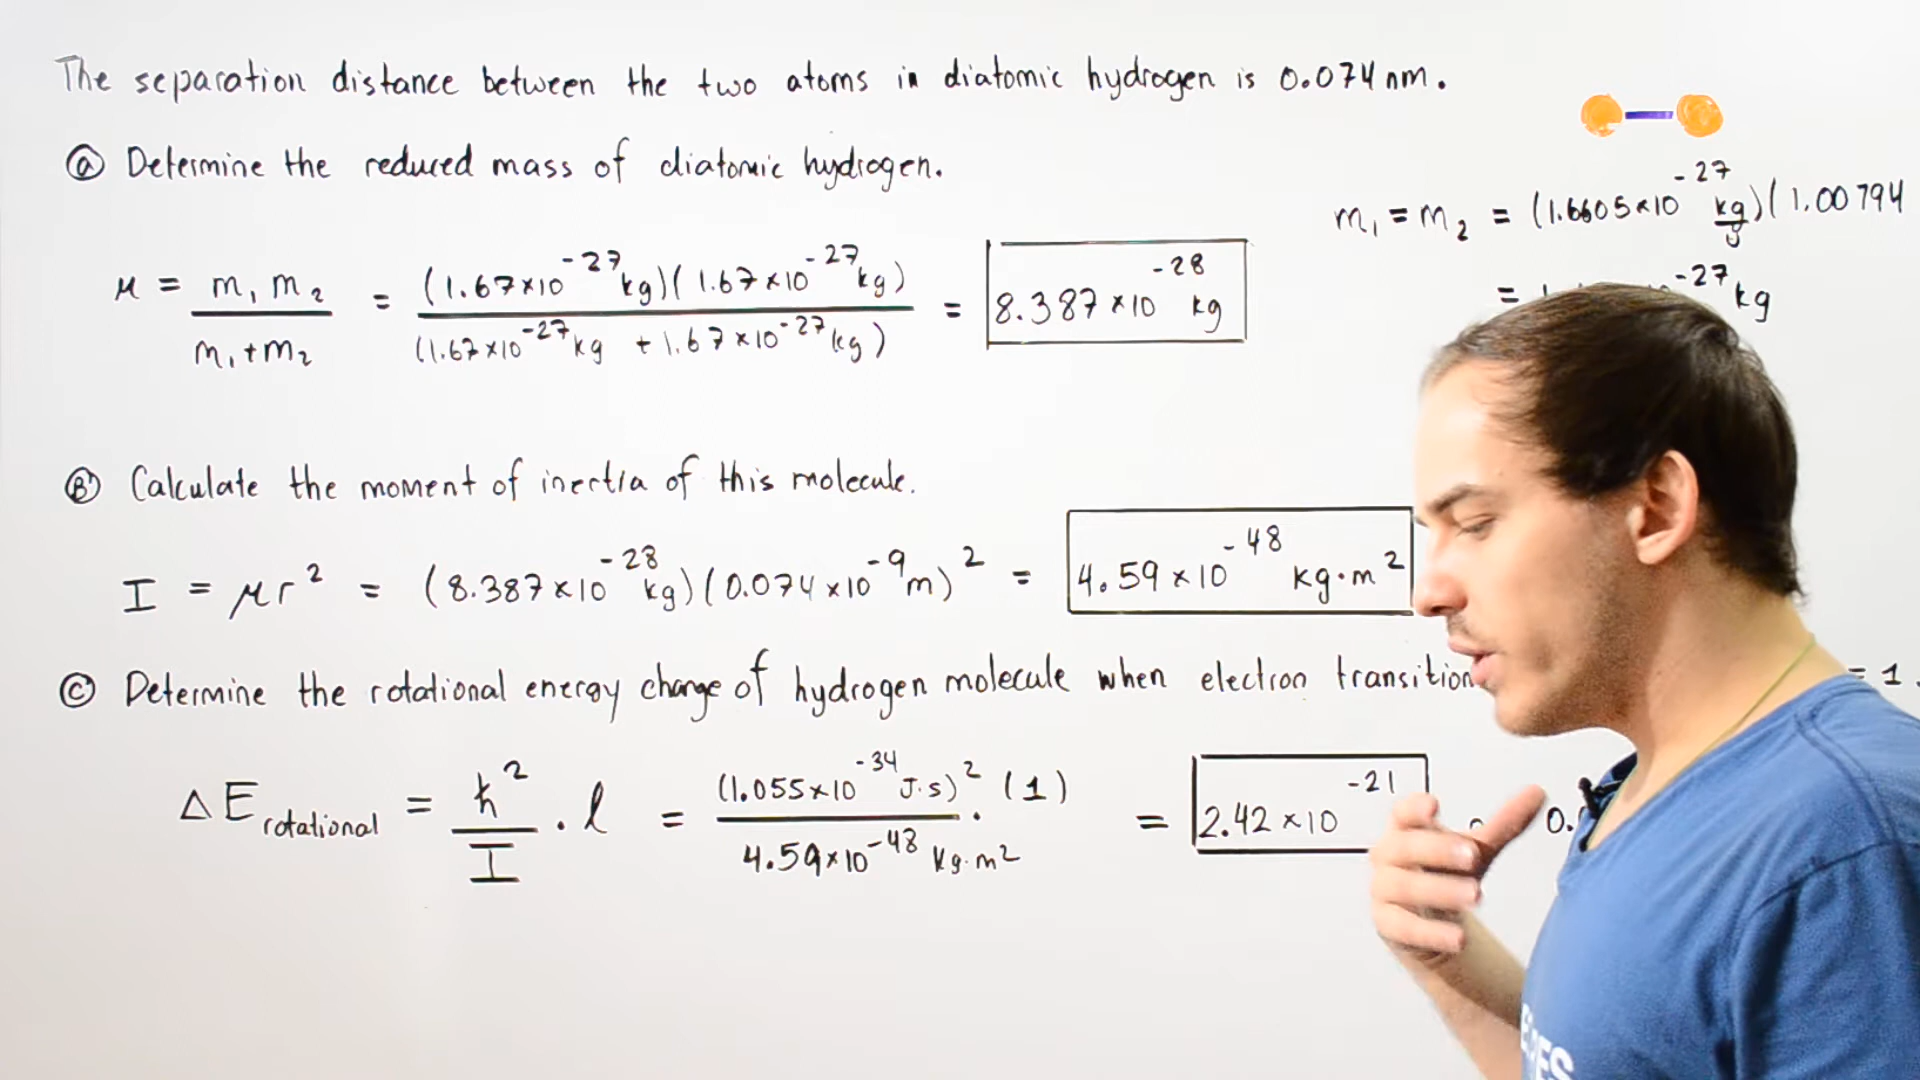 The separation distance between the two atoms in diatomic hydrogen is 0.074 nm.
Ⓐ Determine the reduced mass of diatomic hydrogen.
m₁ = m₂ = (1.6605×10⁻²⁷ kg/g)(1.00794
= ⁻²⁷ kg
μ = m₁ m₂ / m₁+m₂ = (1.67×10⁻²⁷ kg)(1.67×10⁻²⁷ kg) / (1.67×10⁻²⁷ kg + 1.67×10⁻²⁷ kg) = 8.387×10⁻²⁸ kg
Ⓑ Calculate the moment of inertia of this molecule.
I = μr² = (8.387×10⁻²⁸ kg)(0.074×10⁻⁹ m)² = 4.59×10⁻⁴⁸ kg·m²
Ⓒ Determine the rotational energy change of hydrogen molecule when electron transition = 1.
ΔE rotational = ℏ²/I · l = (1.055×10⁻³⁴ J·s)² · (1) / 4.59×10⁻⁴⁸ kg·m² = 2.42×10⁻²¹ 0.